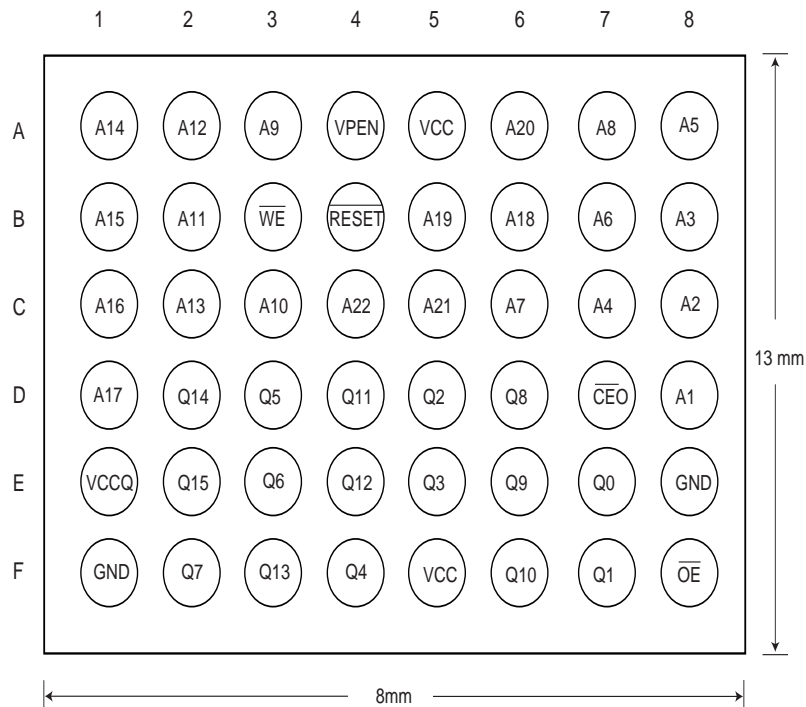 1 2 3 4 5 6 7 8
A A14 A12 A9 VPEN VCC A20 A8 A5
B A15 A11 WE RESET A19 A18 A6 A3
C A16 A13 A10 A22 A21 A7 A4 A2
D A17 Q14 Q5 Q11 Q2 Q8 CEO A1
13 mm
E VCCQ Q15 Q6 Q12 Q3 Q9 Q0 GND
F GND Q7 Q13 Q4 VCC Q10 Q1 OE
8mm